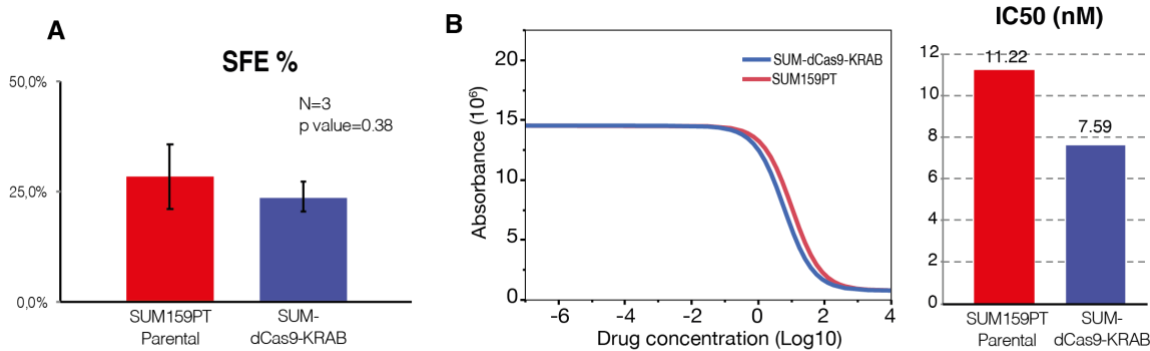 A
SFE %
50,0%
25,0%
0,0%
N=3
p value=0.38
SUM159PT
Parental
SUM-
dCas9-KRAB
B
Absorbance (10⁶)
20
15
10
5
0
SUM-dCas9-KRAB
SUM159PT
-6
-4
-2
0
2
4
Drug concentration (Log10)
IC50 (nM)
12
10
8
6
4
2
0
11.22
7.59
SUM159PT
Parental
SUM-
dCas9-KRAB